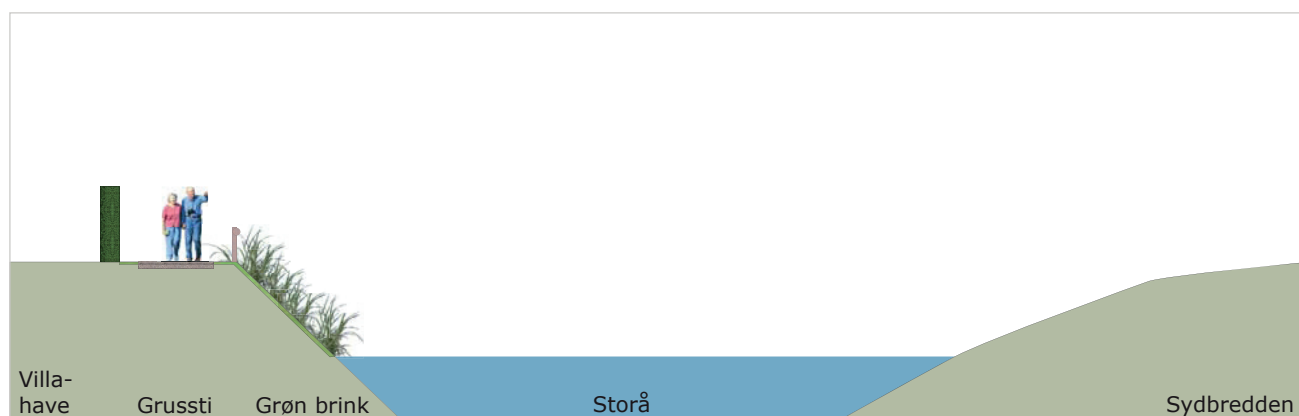 Villa-
have
Grussti
Grøn brink
Storå
Sydbredden